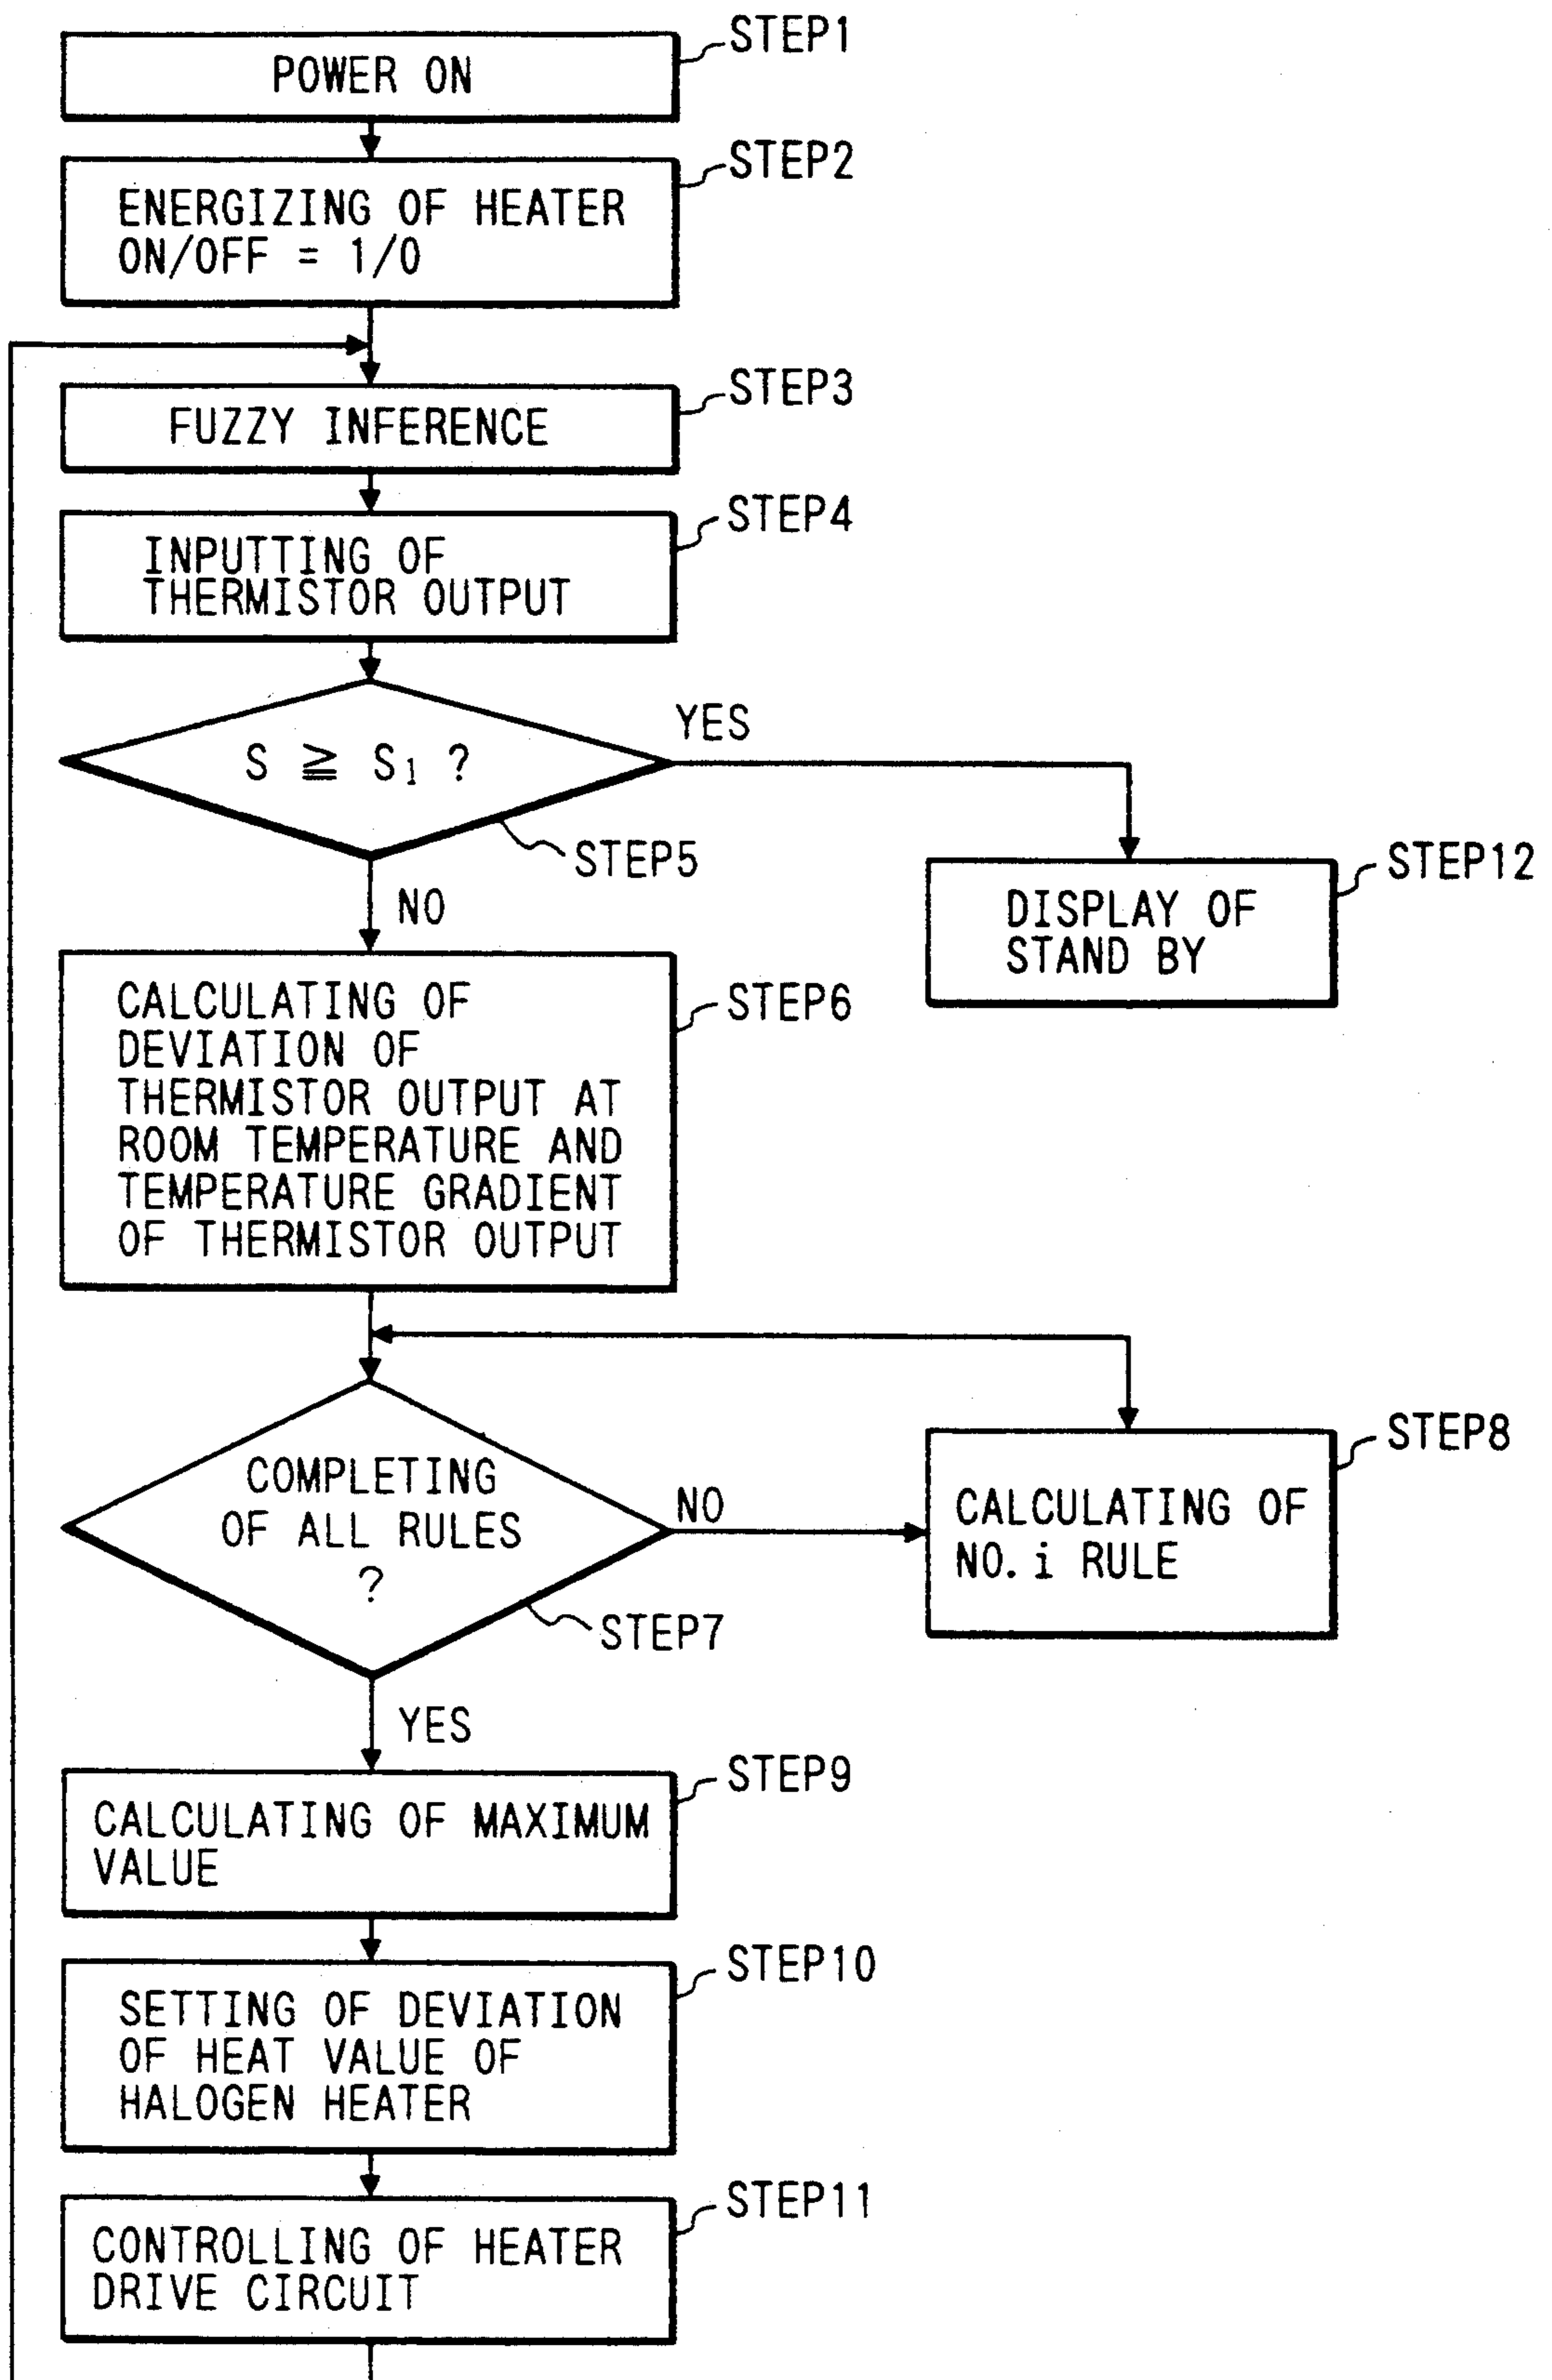 STEP1
POWER ON
STEP2
ENERGIZING OF HEATER
ON/OFF = 1/0
STEP3
FUZZY INFERENCE
STEP4
INPUTTING OF
THERMISTOR OUTPUT
YES
S ≧ S1 ?
STEP5
NO
STEP12
DISPLAY OF
STAND BY
STEP6
CALCULATING OF
DEVIATION OF
THERMISTOR OUTPUT AT
ROOM TEMPERATURE AND
TEMPERATURE GRADIENT
OF THERMISTOR OUTPUT
COMPLETING
OF ALL RULES
?
NO
STEP7
STEP8
CALCULATING OF
NO. i RULE
YES
STEP9
CALCULATING OF MAXIMUM
VALUE
STEP10
SETTING OF DEVIATION
OF HEAT VALUE OF
HALOGEN HEATER
STEP11
CONTROLLING OF HEATER
DRIVE CIRCUIT